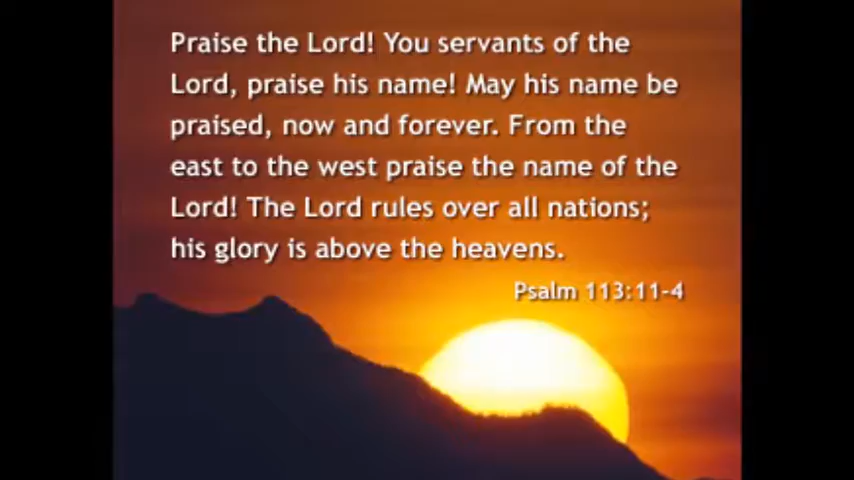 Praise the Lord! You servants of the
Lord, praise his name! May his name be
praised, now and forever. From the
east to the west praise the name of the
Lord! The Lord rules over all nations;
his glory is above the heavens.
Psalm 113:11-4